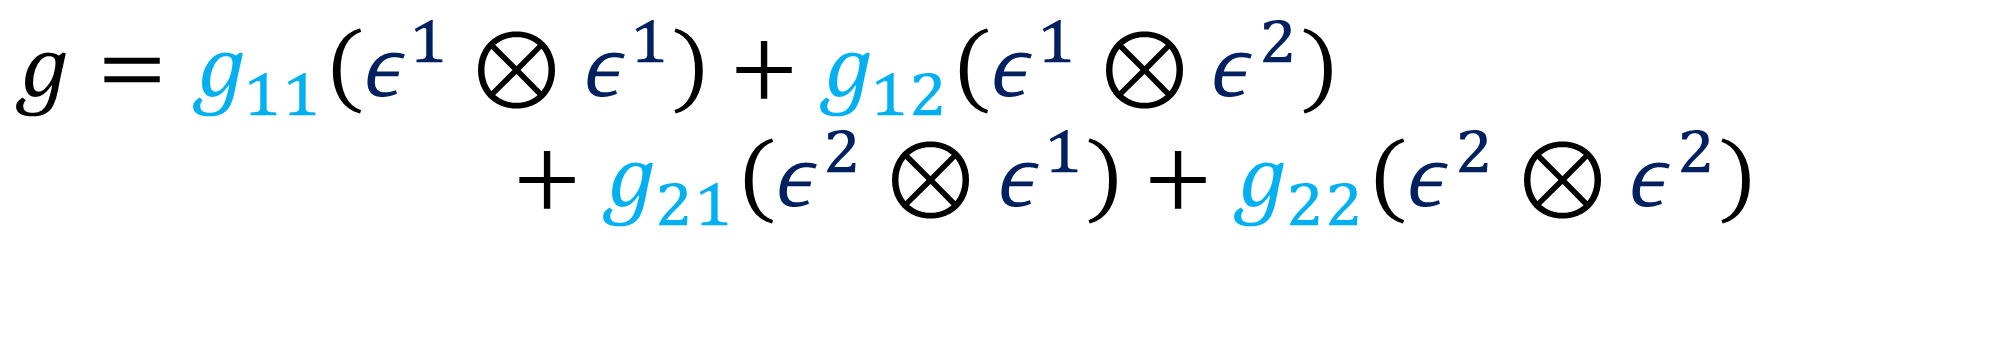 g = g₁₁(ϵ¹ ⊗ ϵ¹) + g₁₂(ϵ¹ ⊗ ϵ²)
+ g₂₁(ϵ² ⊗ ϵ¹) + g₂₂(ϵ² ⊗ ϵ²)